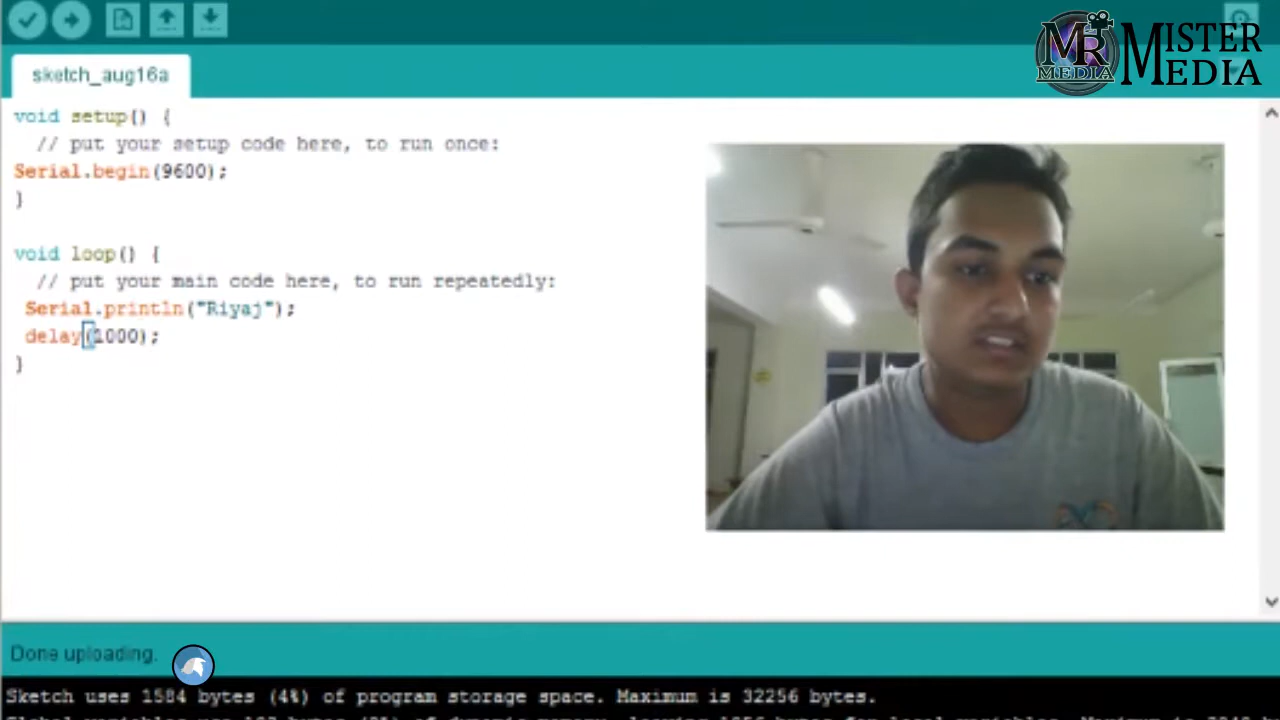 MR
MEDIA
MISTER
MEDIA
sketch_aug16a
void setup() {
// put your setup code here, to run once:
Serial.begin(9600);
}
void loop() {
// put your main code here, to run repeatedly:
Serial.println("Riyaj");
delay(1000);
}
Done uploading.
Sketch uses 1584 bytes (4%) of program storage space. Maximum is 32256 bytes.